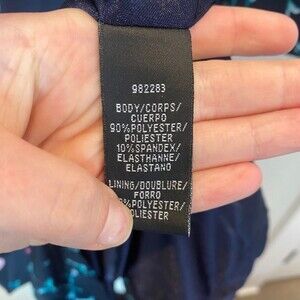 982283
BODY/CORPS/
CUERPO
90%POLYESTER/
POLIESTER
10%SPANDEX/
ELASTHANNE/
ELASTANO
LINING/DOUBLURE/
FORRO
%POLYESTER/
POLIESTER